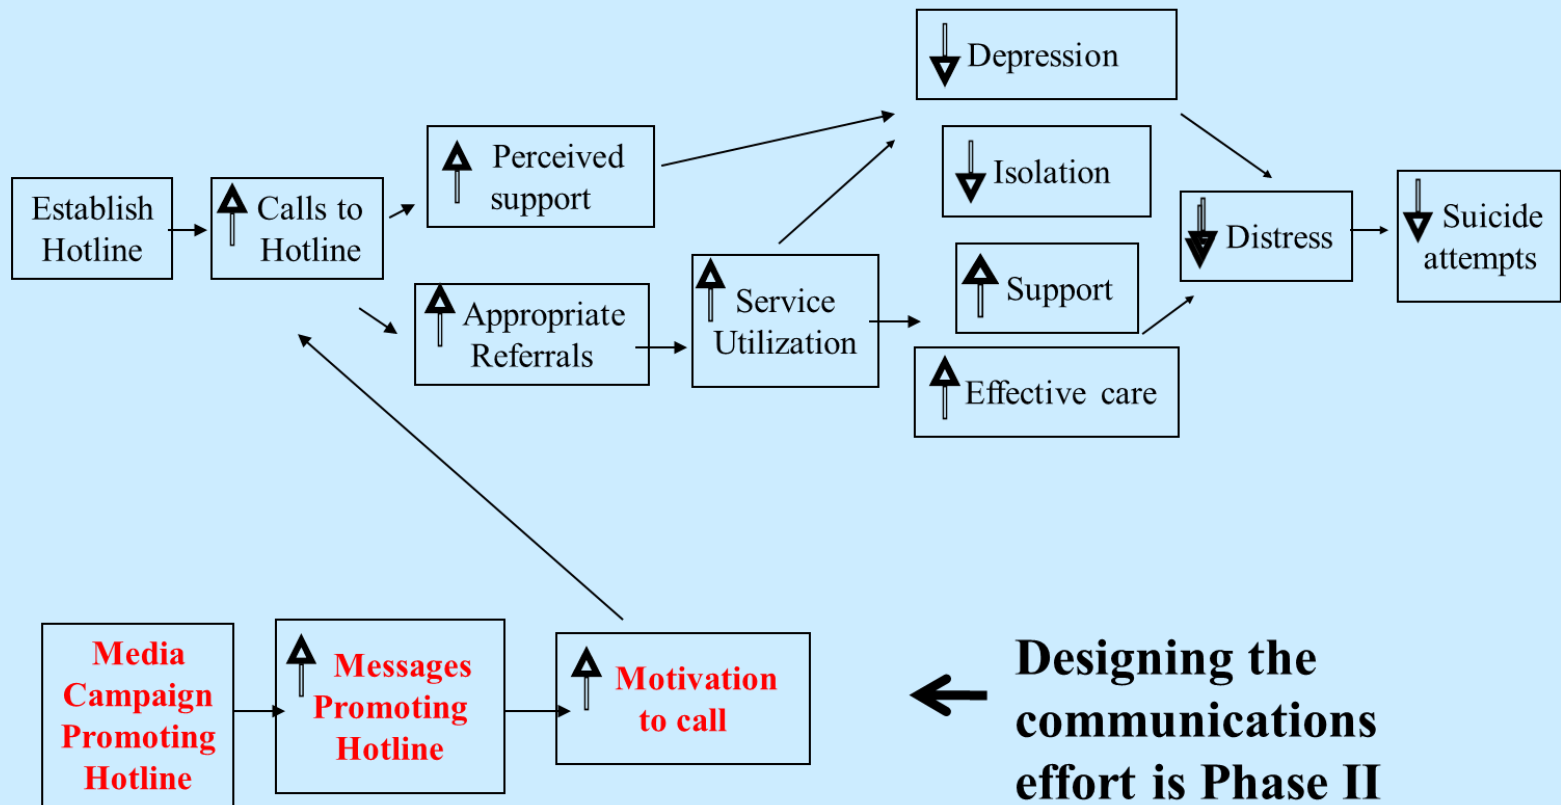 Establish
Hotline
Calls to
Hotline
Perceived
support
Appropriate
Referrals
Service
Utilization
Depression
Isolation
Support
Effective care
Distress
Suicide
attempts
Media
Campaign
Promoting
Hotline
Messages
Promoting
Hotline
Motivation
to call
Designing the
communications
effort is Phase II